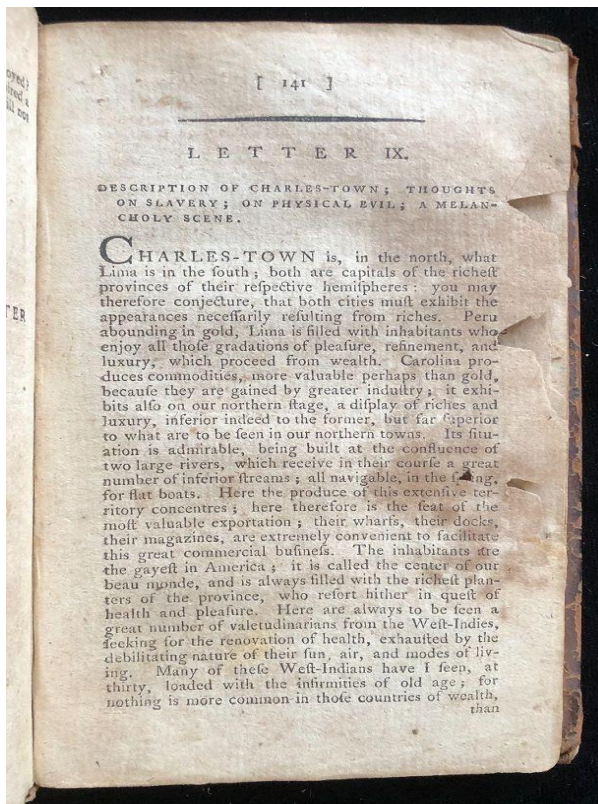 oyed?
ired a
ill not
TER
[ 141 ]
LETTER IX.
DESCRIPTION OF CHARLES-TOWN; THOUGHTS
ON SLAVERY; ON PHYSICAL EVIL; A MELAN-
CHOLY SCENE.
CHARLES-TOWN is, in the north, what
Lima is in the ſouth; both are capitals of the richeſt
provinces of their reſpective hemiſpheres: you may
therefore conjecture, that both cities muſt exhibit the
appearances neceſſarily reſulting from riches. Peru
abounding in gold, Lima is filled with inhabitants who
enjoy all thoſe gradations of pleaſure, refinement, and
luxury, which proceed from wealth. Carolina pro-
duces commodities, more valuable perhaps than gold,
becauſe they are gained by greater induſtry; it exhi-
bits alſo on our northern ſtage, a diſplay of riches and
luxury, inferior indeed to the former, but far ſuperior
to what are to be ſeen in our northern towns. Its ſitu-
ation is admirable, being built at the confluence of
two large rivers, which receive in their courſe a great
number of inferior ſtreams; all navigable, in the ſpring,
for flat boats. Here the produce of this extenſive ter-
ritory concentres; here therefore is the ſeat of the
moſt valuable exportation; their wharfs, their docks,
their magazines, are extremely convenient to facilitate
this great commercial buſineſs. The inhabitants are
the gayeſt in America; it is called the center of our
beau monde, and is always filled with the richeſt plan-
ters of the province, who reſort hither in queſt of
health and pleaſure. Here are always to be ſeen a
great number of valetudinarians from the Weſt-Indies,
ſeeking for the renovation of health, exhauſted by the
debilitating nature of their ſun, air, and modes of liv-
ing. Many of theſe Weſt-Indians have I ſeen, at
thirty, loaded with the infirmities of old age; for
nothing is more common in thoſe countries of wealth,
than